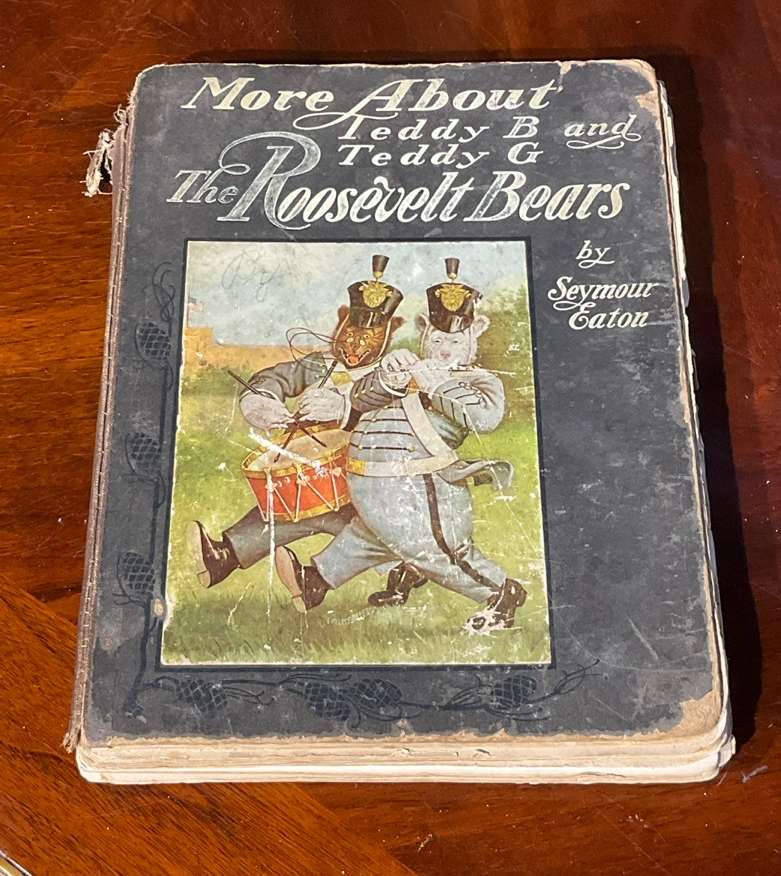 More About
Teddy B and
Teddy G
The Roosevelt Bears
by
Seymour
Eaton